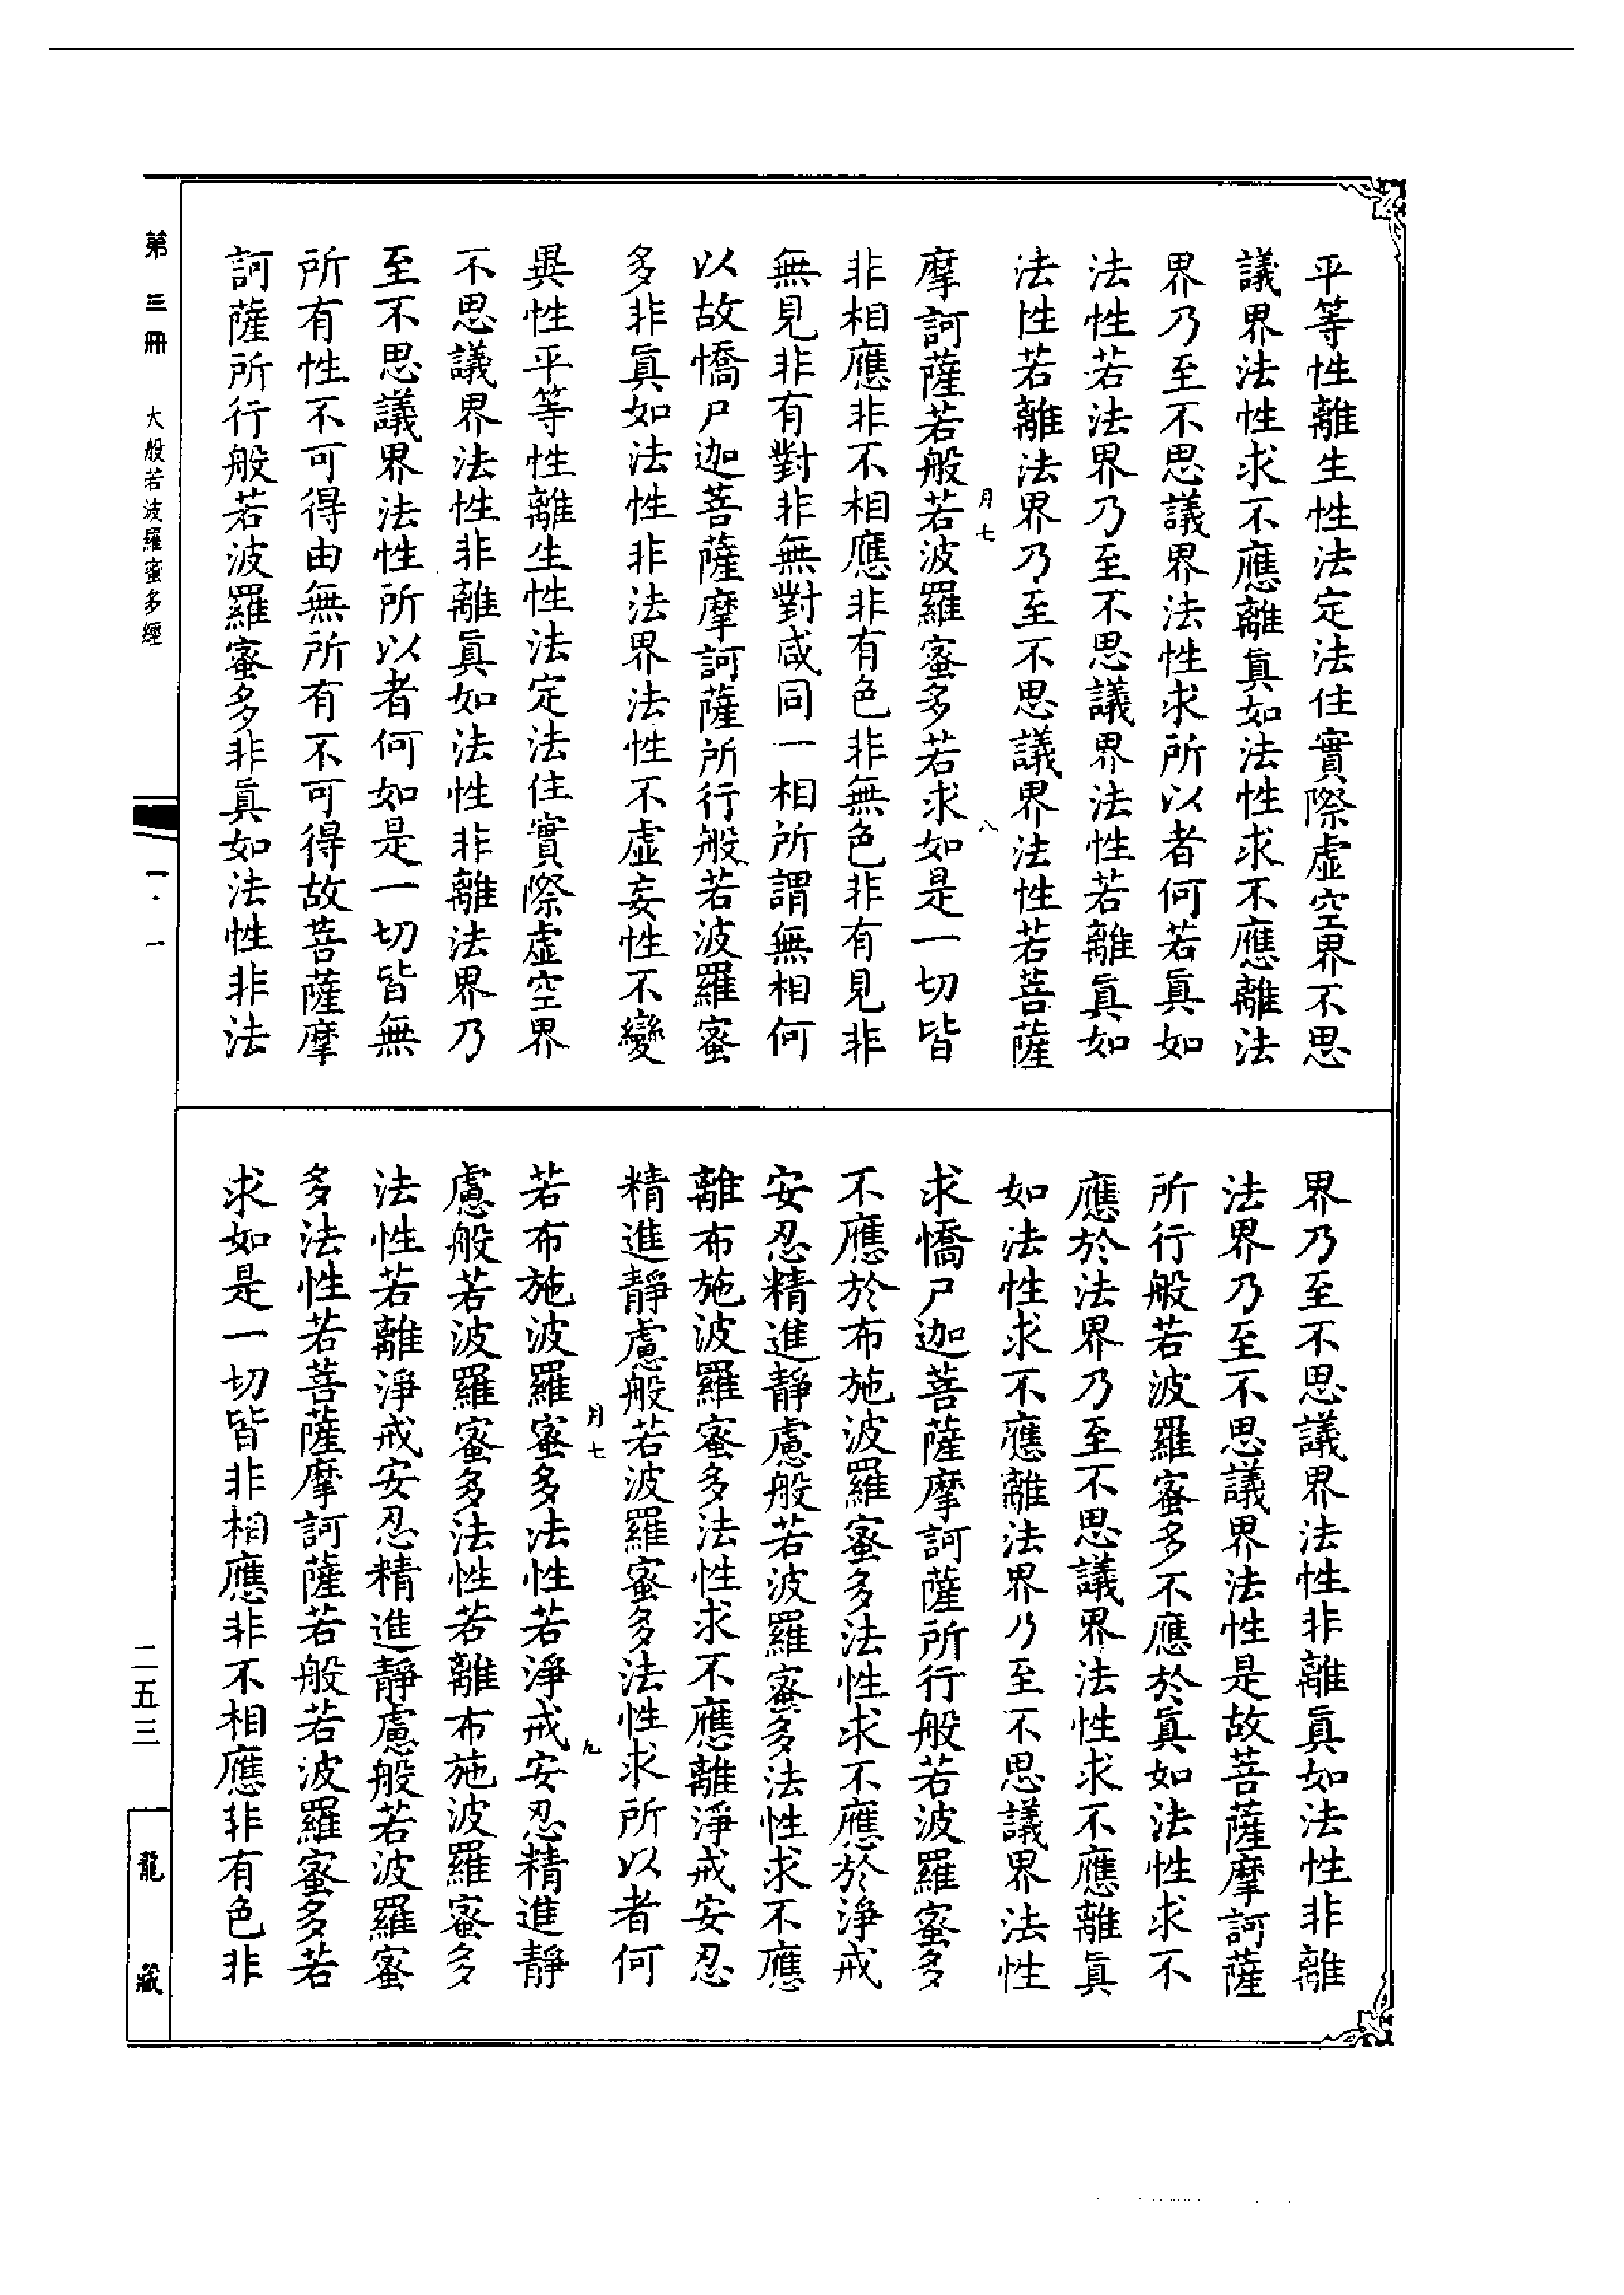 平等性離生性法定法住實際虛空界不思
議界法性求不應離真如法性求不應離法
界乃至不思議界法性求所以者何若真如
法性若法界乃至不思議界法性若離真如
法性若離法界乃至不思議界法性若菩薩
月七
八
摩訶薩若般若波羅蜜多若求如是一切皆
非相應非不相應非有色非無色非有見非
無見非有對非無對咸同一相所謂無相何
以故憍尸迦菩薩摩訶薩所行般若波羅蜜
多非真如法性非法界法性不虛妄性不變
異性平等性離生性法定法住實際虛空界
不思議界法性非離真如法性非離法界乃
至不思議界法性所以者何如是一切皆無
所有性不可得由無所有不可得故菩薩摩
訶薩所行般若波羅蜜多非真如法性非法
界乃至不思議界法性非離真如法性非離
法界乃至不思議界法性是故菩薩摩訶薩
所行般若波羅蜜多不應於真如法性求不
應於法界乃至不思議界法性求不應離真
如法性求不應離法界乃至不思議界法性
求憍尸迦菩薩摩訶薩所行般若波羅蜜多
不應於布施波羅蜜多法性求不應於淨戒
安忍精進靜慮般若波羅蜜多法性求不應
離布施波羅蜜多法性求不應離淨戒安忍
精進靜慮般若波羅蜜多法性求所以者何
月七
九
若布施波羅蜜多法性若淨戒安忍精進靜
慮般若波羅蜜多法性若離布施波羅蜜多
法性若離淨戒安忍精進靜慮般若波羅蜜
多法性若菩薩摩訶薩若般若波羅蜜多若
求如是一切皆非相應非不相應非有色非
第三冊
大般若波羅蜜多經
一·一
二五三
龍藏